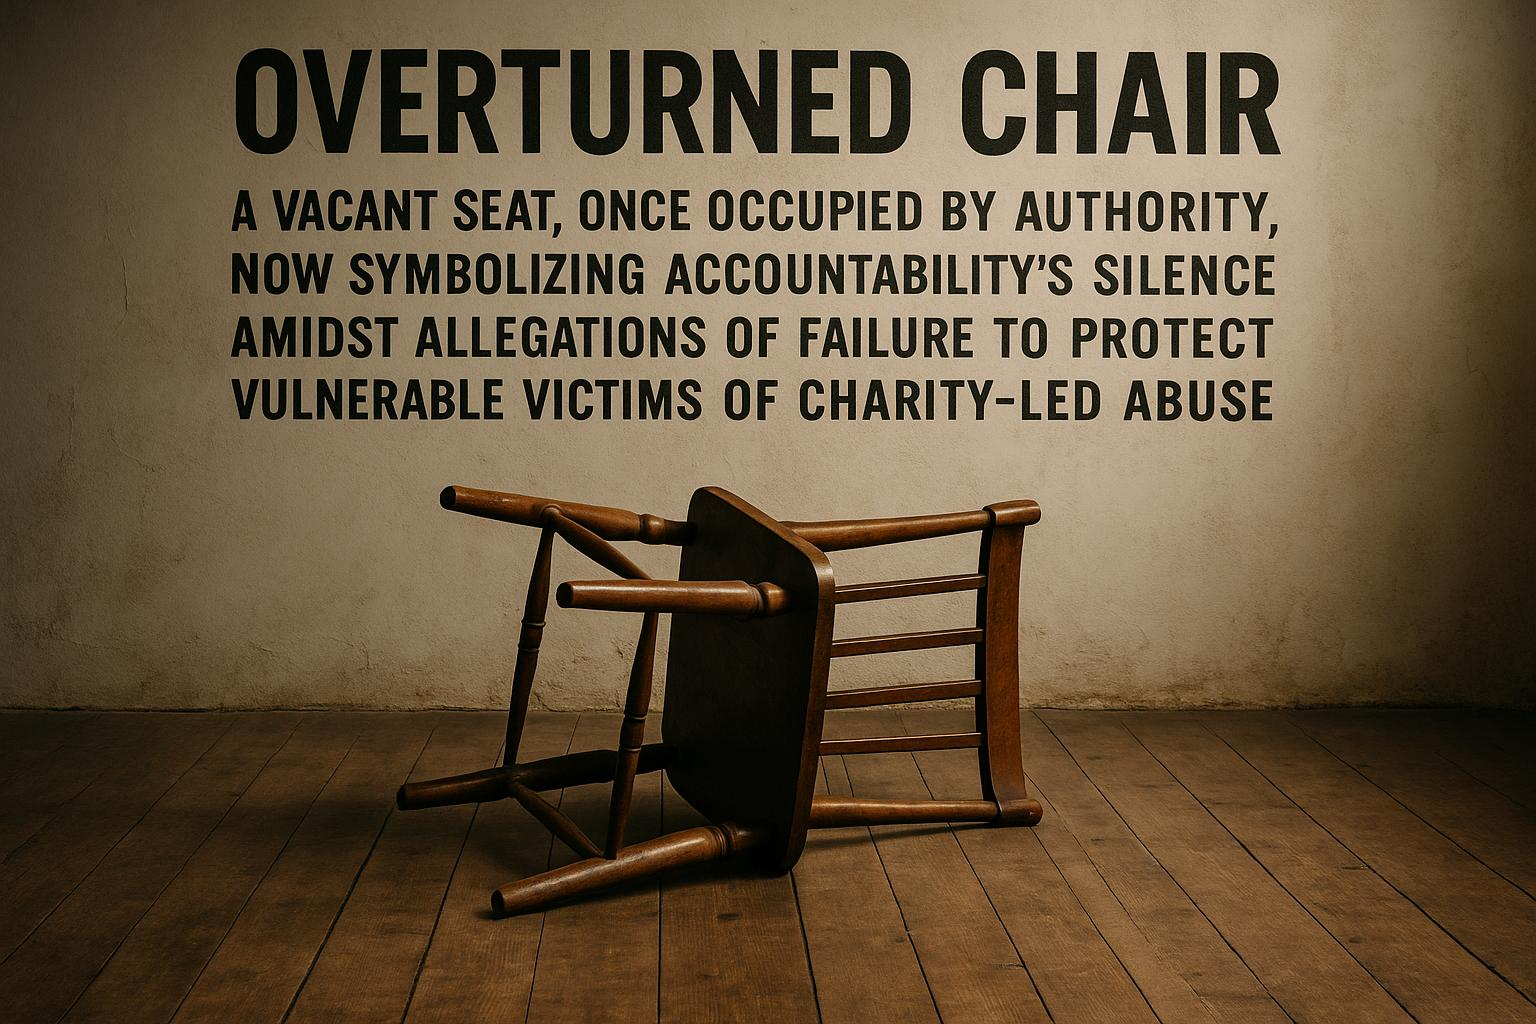 OVERTURNED CHAIR
A VACANT SEAT, ONCE OCCUPIED BY AUTHORITY,
NOW SYMBOLIZING ACCOUNTABILITY’S SILENCE
AMIDST ALLEGATIONS OF FAILURE TO PROTECT
VULNERABLE VICTIMS OF CHARITY-LED ABUSE